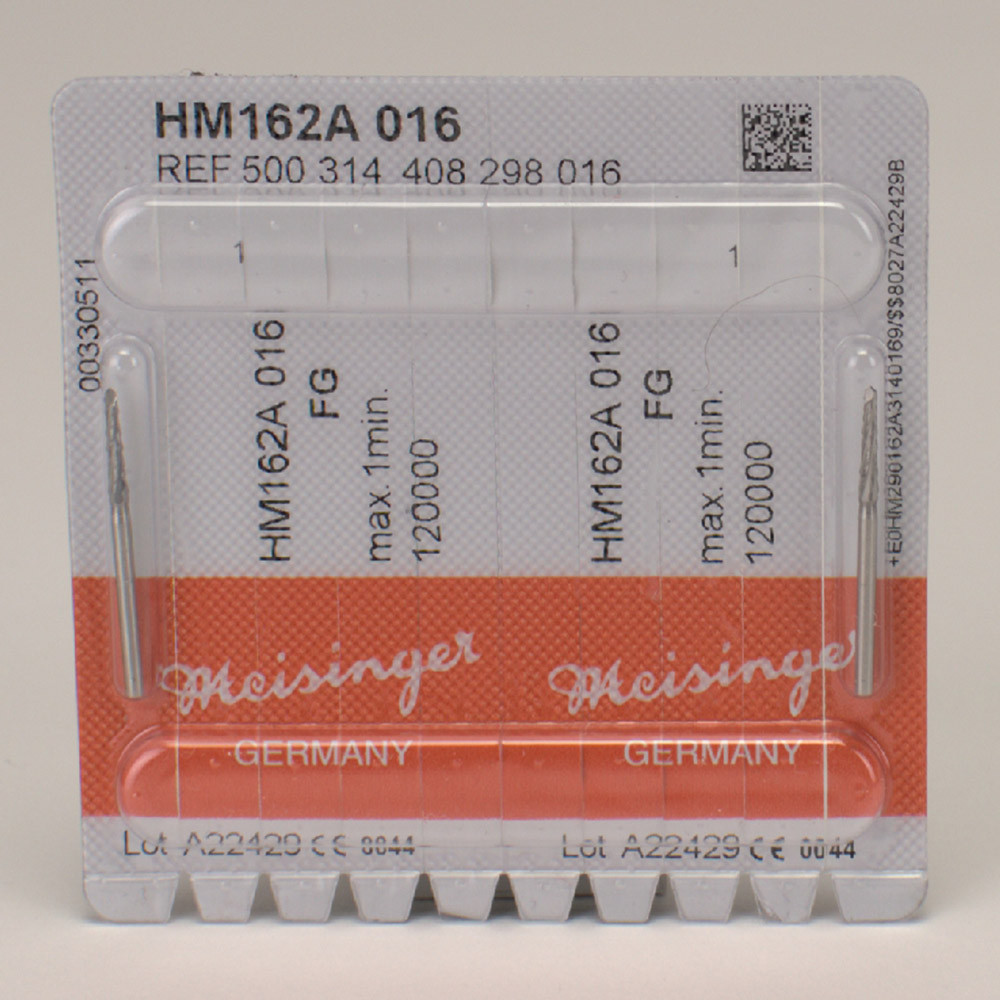 HM162A 016
REF 500 314 408 298 016
1
1
00330511
HM162A 016
FG
max.1min.
120000
HM162A 016
FG
max.1min.
120000
+E0HM290162A3140169/$$8027A22429B
Meisinger
Meisinger
GERMANY
GERMANY
Lot A22429 CE 0044
Lot A22429 CE 0044